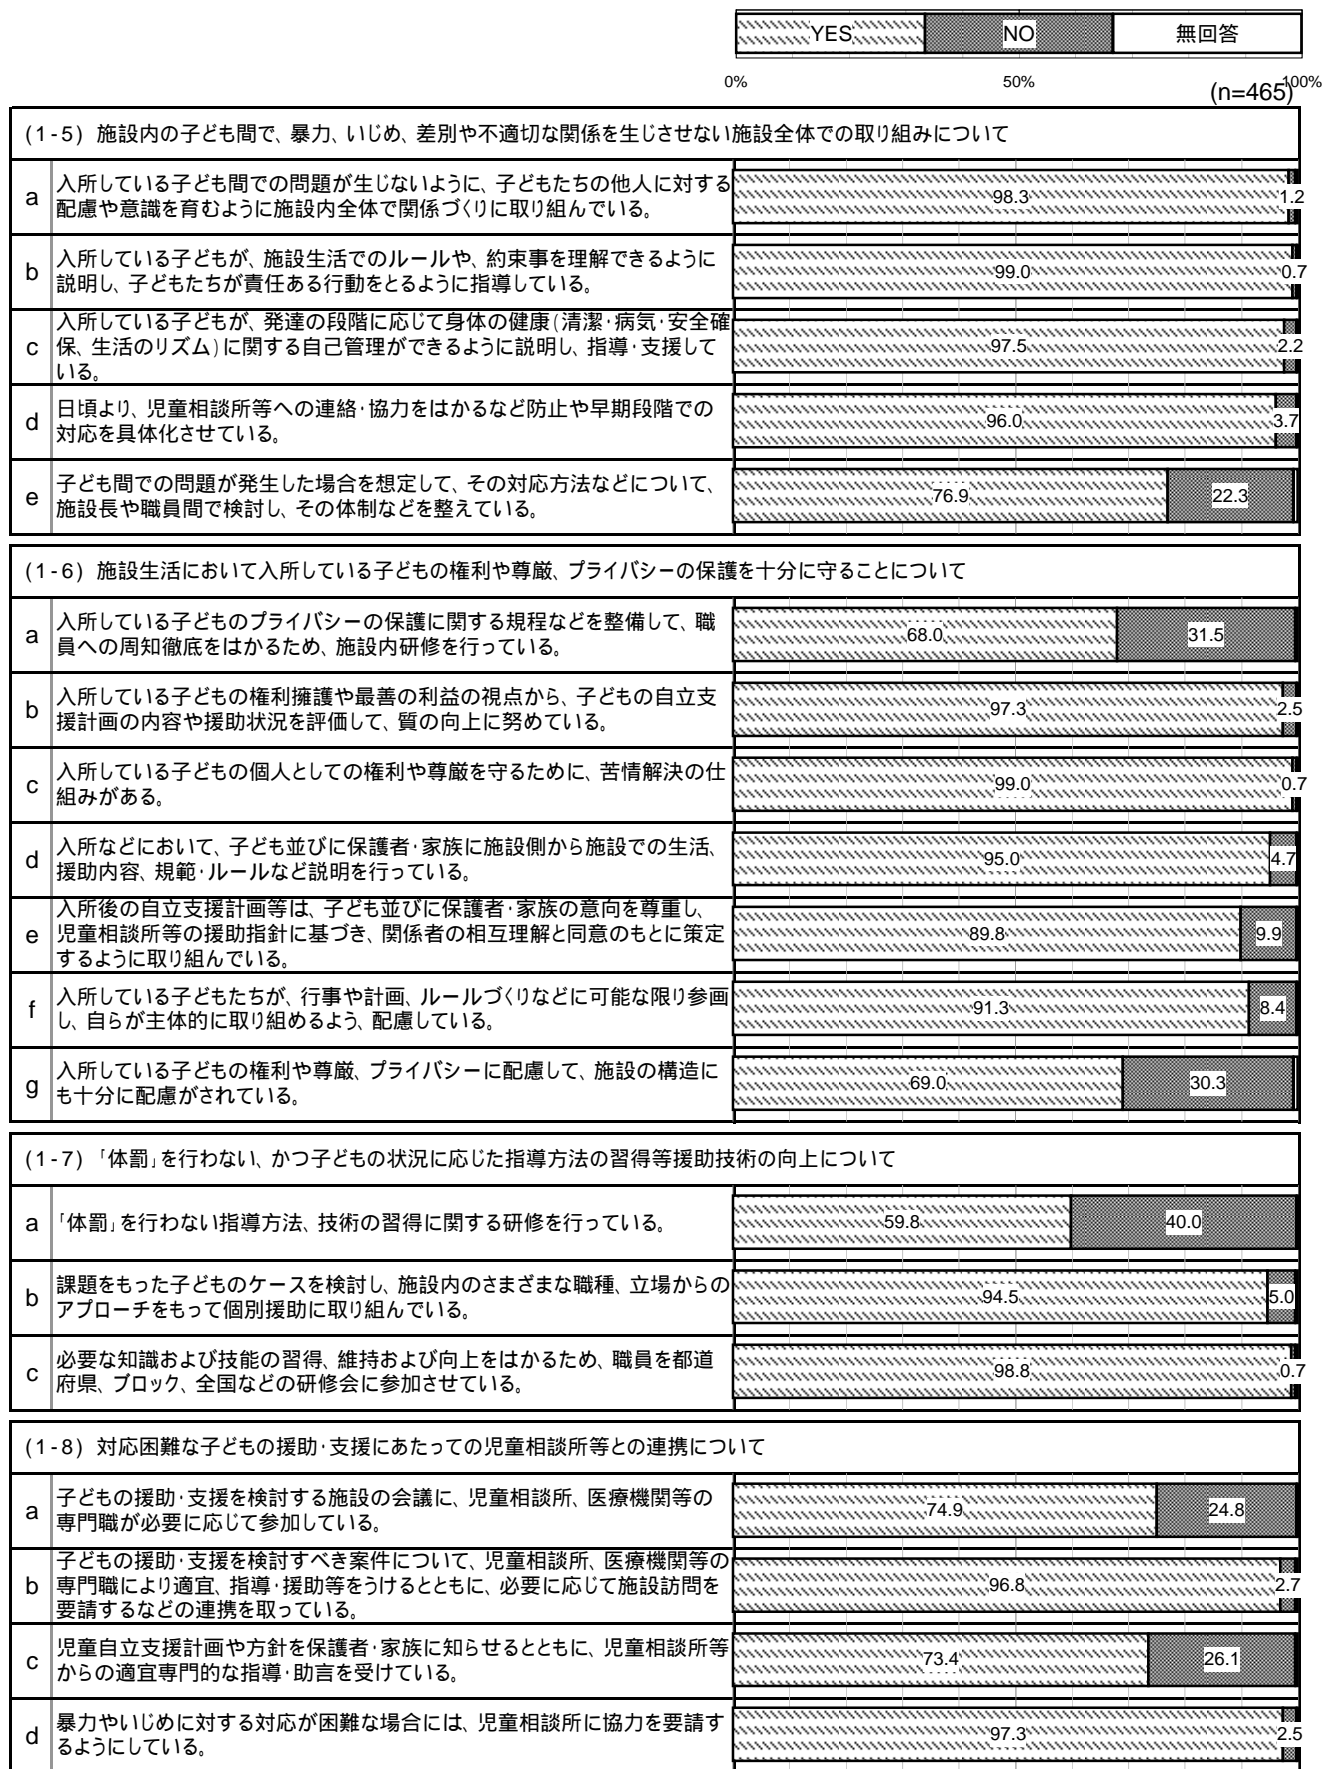 YES NO 無回答
0% 50% 100%
(n=465)
(1-5) 施設内の子ども間で、暴力、いじめ、差別や不適切な関係を生じさせない施設全体での取り組みについて
a 入所している子ども間での問題が生じないように、子どもたちの他人に対する
配慮や意識を育むように施設内全体で関係づくりに取り組んでいる。
98.3 1.2
b 入所している子どもが、施設生活でのルールや、約束事を理解できるように
説明し、子どもたちが責任ある行動をとるように指導している。
99.0 0.7
c 入所している子どもが、発達の段階に応じて身体の健康(清潔・病気・安全確
保、生活のリズム)に関する自己管理ができるように説明し、指導・支援して
いる。
97.5 2.2
d 日頃より、児童相談所等への連絡・協力をはかるなど防止や早期段階での
対応を具体化させている。
96.0 3.7
e 子ども間での問題が発生した場合を想定して、その対応方法などについて、
施設長や職員間で検討し、その体制などを整えている。
76.9 22.3
(1-6) 施設生活において入所している子どもの権利や尊厳、プライバシーの保護を十分に守ることについて
a 入所している子どものプライバシーの保護に関する規程などを整備して、職
員への周知徹底をはかるため、施設内研修を行っている。
68.0 31.5
b 入所している子どもの権利擁護や最善の利益の視点から、子どもの自立支
援計画の内容や援助状況を評価して、質の向上に努めている。
97.3 2.5
c 入所している子どもの個人としての権利や尊厳を守るために、苦情解決の仕
組みがある。
99.0 0.7
d 入所などにおいて、子ども並びに保護者・家族に施設側から施設での生活、
援助内容、規範・ルールなど説明を行っている。
95.0 4.7
e 入所後の自立支援計画等は、子ども並びに保護者・家族の意向を尊重し、
児童相談所等の援助指針に基づき、関係者の相互理解と同意のもとに策定
するように取り組んでいる。
89.8 9.9
f 入所している子どもたちが、行事や計画、ルールづくりなどに可能な限り参画
し、自らが主体的に取り組めるよう、配慮している。
91.3 8.4
g 入所している子どもの権利や尊厳、プライバシーに配慮して、施設の構造に
も十分に配慮がされている。
69.0 30.3
(1-7) 「体罰」を行わない、かつ子どもの状況に応じた指導方法の習得等援助技術の向上について
a 「体罰」を行わない指導方法、技術の習得に関する研修を行っている。
59.8 40.0
b 課題をもった子どものケースを検討し、施設内のさまざまな職種、立場からの
アプローチをもって個別援助に取り組んでいる。
94.5 5.0
c 必要な知識および技能の習得、維持および向上をはかるため、職員を都道
府県、ブロック、全国などの研修会に参加させている。
98.8 0.7
(1-8) 対応困難な子どもの援助・支援にあたっての児童相談所等との連携について
a 子どもの援助・支援を検討する施設の会議に、児童相談所、医療機関等の
専門職が必要に応じて参加している。
74.9 24.8
b 子どもの援助・支援を検討すべき案件について、児童相談所、医療機関等の
専門職により適宜、指導・援助等をうけるとともに、必要に応じて施設訪問を
要請するなどの連携を取っている。
96.8 2.7
c 児童自立支援計画や方針を保護者・家族に知らせるとともに、児童相談所等
からの適宜専門的な指導・助言を受けている。
73.4 26.1
d 暴力やいじめに対する対応が困難な場合には、児童相談所に協力を要請す
るようにしている。
97.3 2.5